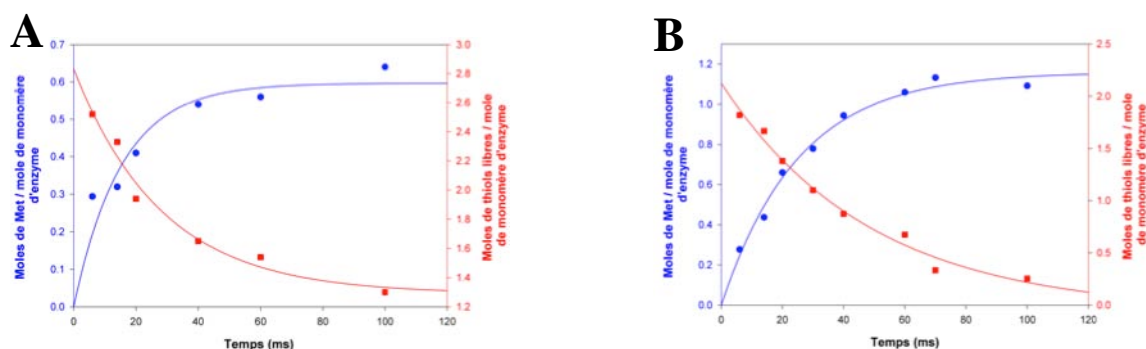 A
0.7
0.6
0.5
0.4
0.3
0.2
0.1
0.0
Moles de Met / mole de monomère
d'enzyme
3.0
2.8
2.6
2.4
2.2
2.0
1.8
1.6
1.4
1.2
Moles de thiols libres / mole
de monomère d'enzyme
0 20 40 60 80 100 120
Temps (ms)
B
1.2
1.0
0.8
0.6
0.4
0.2
0.0
Moles de Met / mole de monomère
d'enzyme
2.5
2.0
1.5
1.0
0.5
0.0
Moles de thiols libres / mole
de monomère d'enzyme
0 20 40 60 80 100 120
Temps (ms)